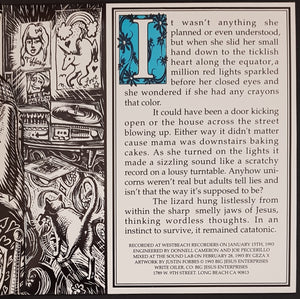 It wasn't anything she
planned or even understood,
but when she slid her small
hand down to the ticklish
heart along the equator, a
million red lights sparkled
before her closed eyes and
she wondered if she had any crayons
that color.
It could have been a door kicking
open or the house across the street
blowing up. Either way it didn't matter
cause mama was downstairs baking
cakes. As she turned on the lights it
made a sizzling sound like a scratchy
record on a lousy turntable. Anyhow uni-
corns weren't real but adults tell lies and
isn't that the way it's supposed to be?
The lizard hung listlessly from
within the sharp smelly jaws of Jesus,
thinking wordless thoughts. In an
instinct to survive, it remained catatonic.
RECORDED AT WESTBEACH RECORDERS ON JANUARY 15TH, 1993
ENGINEERED BY DONNELL CAMERON AND JOE PECCERILLO
MIXED AT THE SOUND LAB ON FEBRUARY 28, 1993 BY GEZA X
ARTWORK BY JUSTIN FORBES © 1993 BIG JESUS ENTERPRISES
WRITE OILER, CO. BIG JESUS ENTERPRISES
1789 W. 9TH STREET, LONG BEACH CA 90813